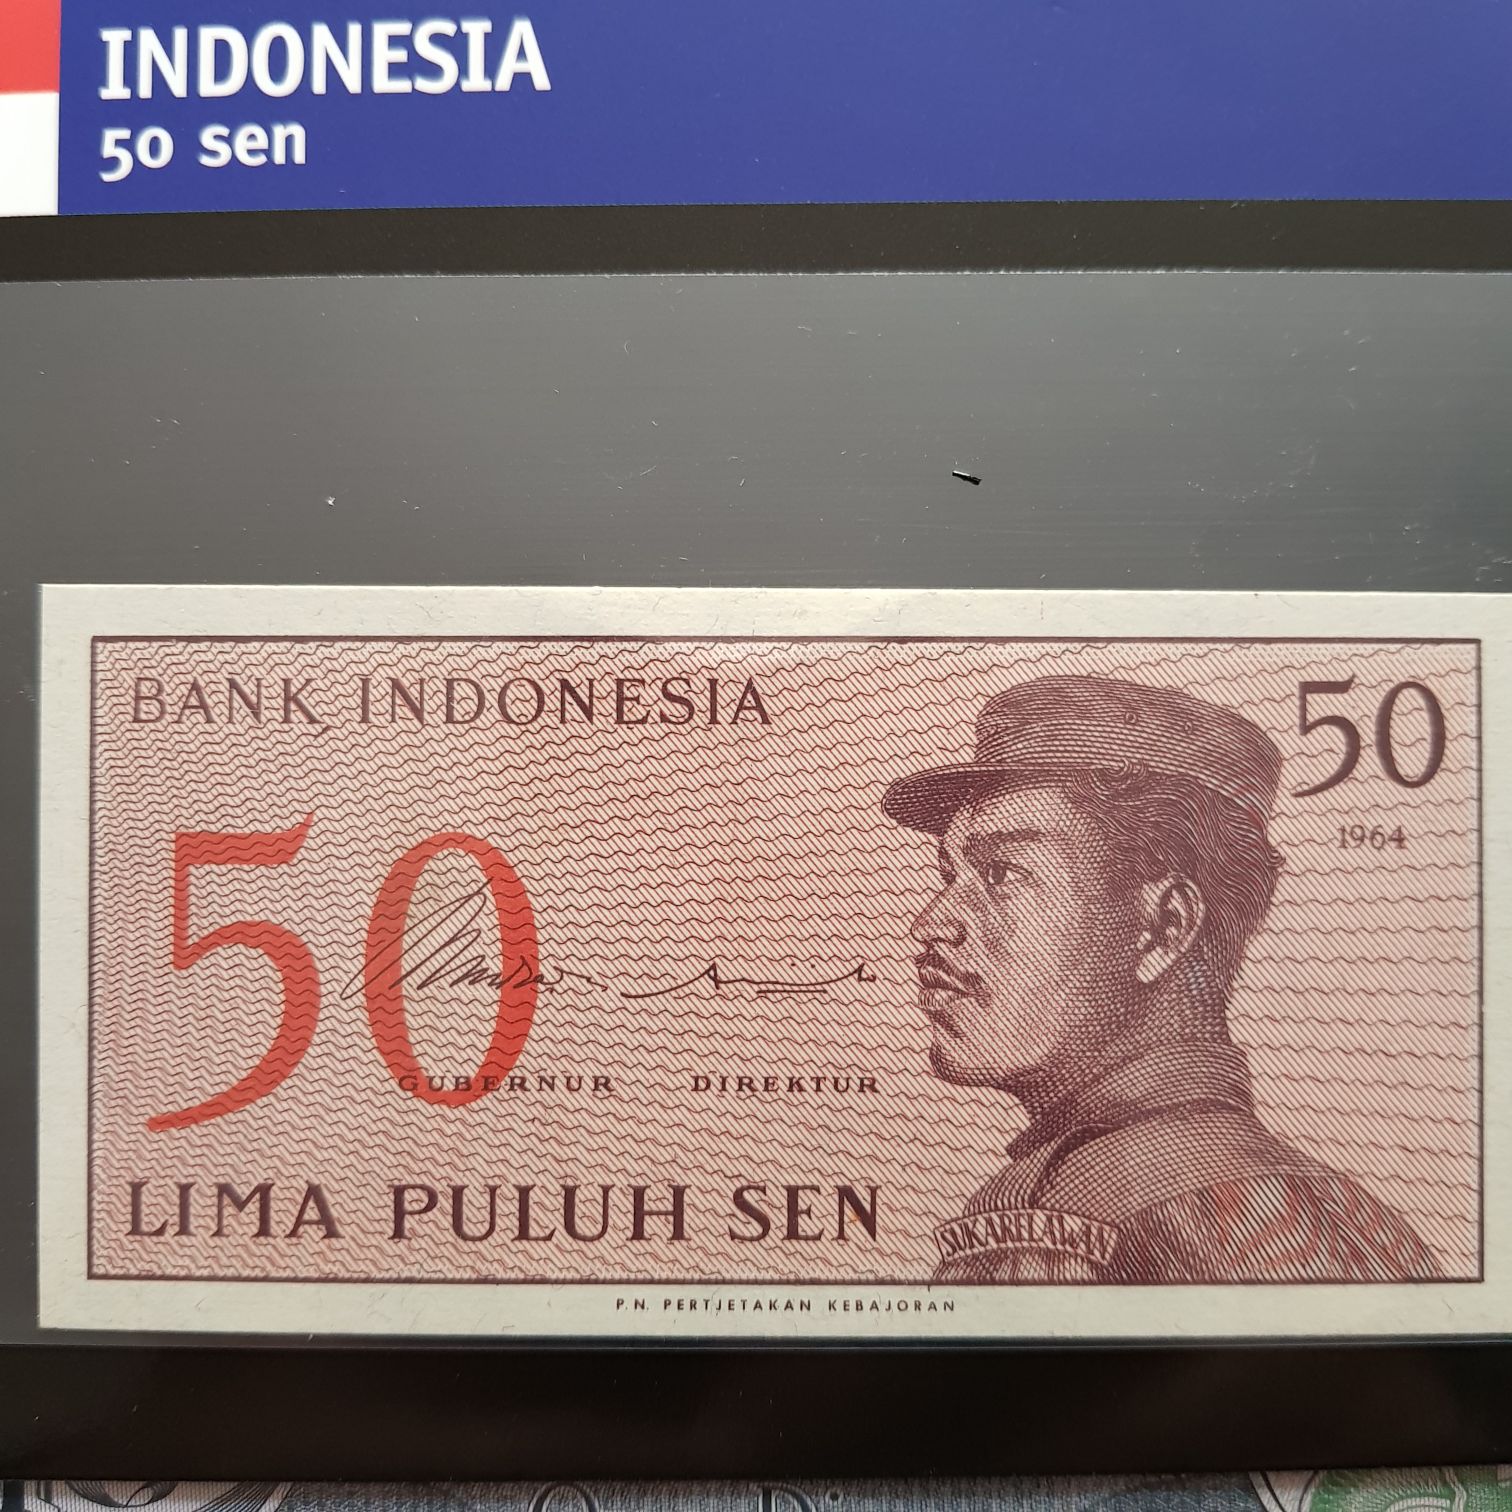 INDONESIA
50 sen
BANK INDONESIA
50
1964
50
GUBERNUR DIREKTUR
LIMA PULUH SEN
SUKARELAWAN
P.N. PERTJETAKAN KEBAJORAN